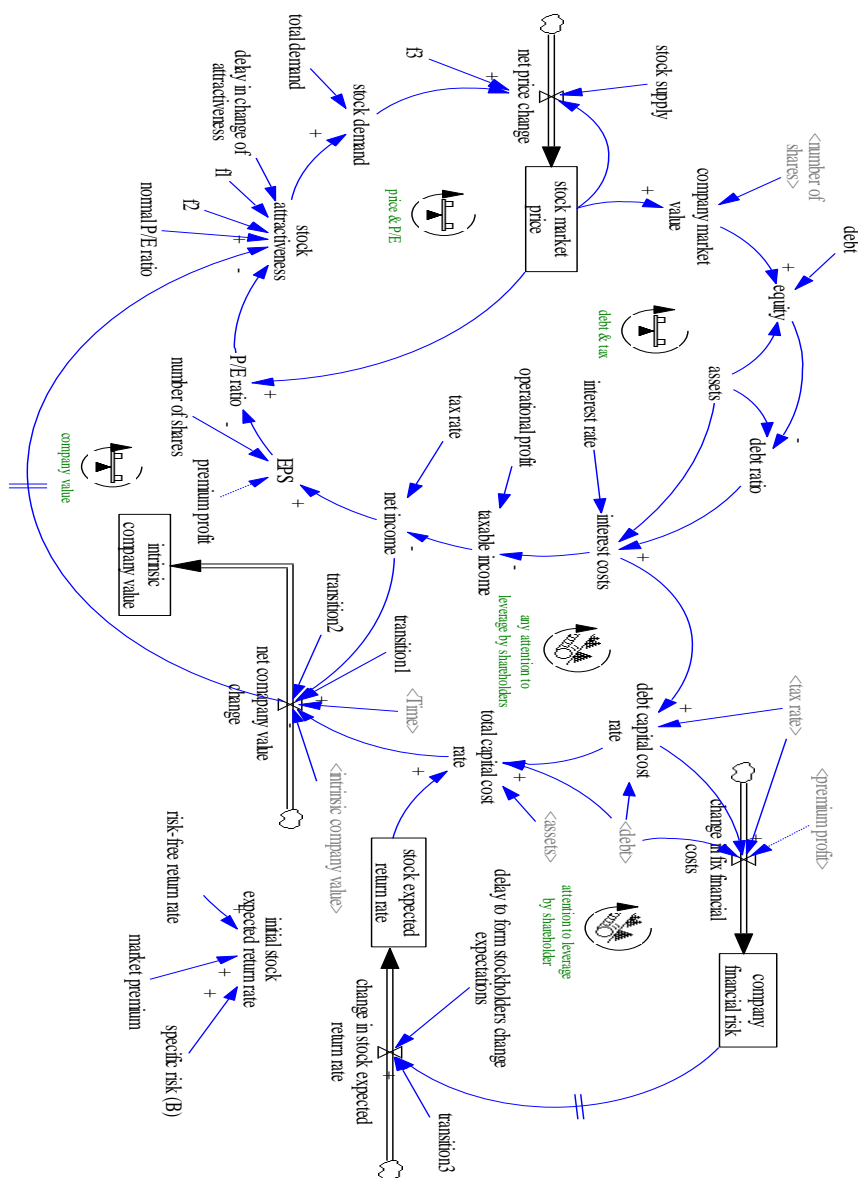 debt
+
equity
<number of
shares>
company market
value
+
stock supply
net price change
+
f3
stock market
price
price & P/E
total demand
stock demand
+
delay in change of
attractiveness
f1
f2
normal P/E ratio
stock
attractiveness
+
-
debt & tax
assets
-
debt ratio
interest rate
interest costs
+
operational profit
taxable income
-
tax rate
net income
-
EPS
+
P/E ratio
+
-
number of shares
premium profit
company value
intrinsic
company value
any attention to
leverage by shareholders
transition1
transition2
<Time>
net comapany value
change
+
-
<intrinsic company value>
<tax rate>
<premium profit>
debt capital cost
rate
+
change in fix financial
costs
+
<debt>
total capital cost
rate
+
+
<assets>
company
financial risk
attention to leverage
by shareholder
delay to form stockholders change
expectations
stock expected
return rate
change in stock expected
return rate
+
transition3
initial stock
expected return rate
+
+
+
risk-free return rate
market premium
specific risk (B)